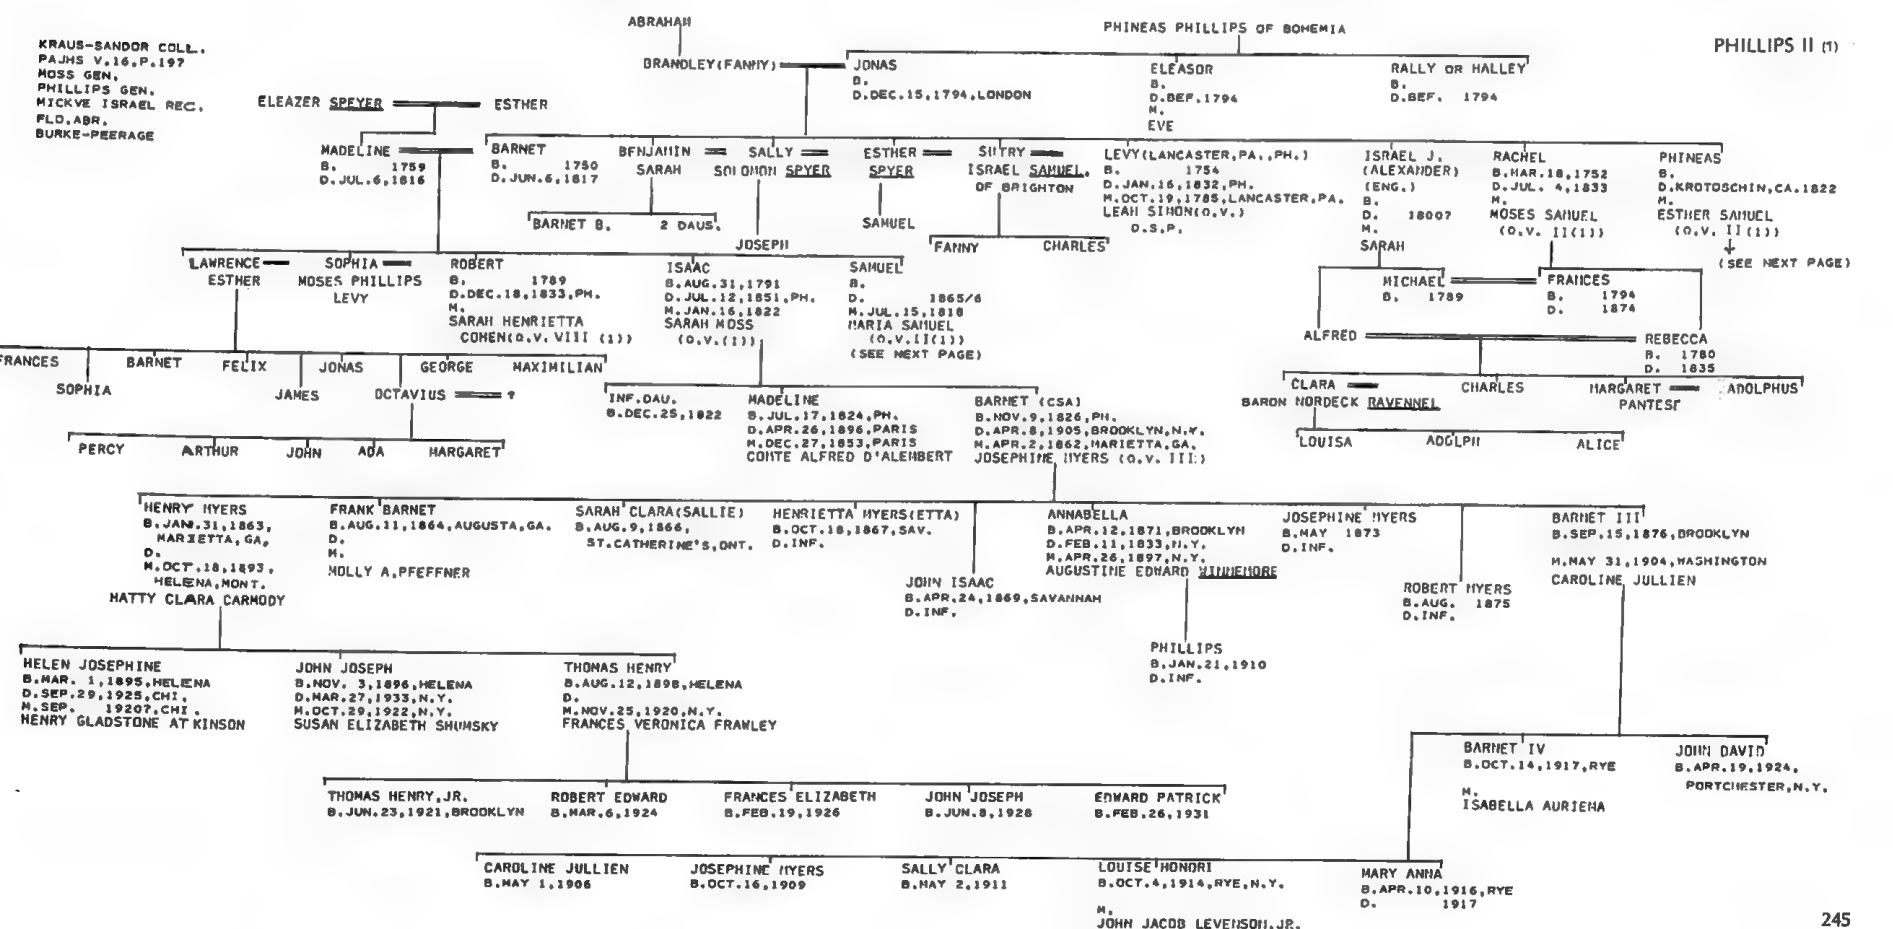 KRAUS-SANDOR COLL.
PAJHS V.16,P.197
MOSS GEN.
PHILLIPS GEN.
MICKVE ISRAEL REC.
FLD.ABR.
BURKE-PEERAGE
PHILLIPS II (1)
ABRAHAM
PHINEAS PHILLIPS OF BOHEMIA
BRANDLEY(FANNY)
JONAS
B.
D.DEC.15,1794,LONDON
ELEASOR
B.
D.BEF.1794
M.
EVE
RALLY OR HALLEY
B.
D.BEF. 1794
ELEAZER SPEYER
ESTHER
MADELINE
B. 1759
D.JUL.6,1816
BARNET
B. 1750
D.JUN.6,1817
BENJAMIN
SARAH
SALLY
SOLOMON SPYER
ESTHER
SPYER
SUTRY
ISRAEL SAMUEL,
OF BRIGHTON
LEVY(LANCASTER,PA.,PH.)
B. 1754
D.JAN.16,1832,PH.
M.OCT.19,1785,LANCASTER,PA.
LEAH SIMON(Q.V.)
D.S.P.
ISRAEL J.
(ALEXANDER)
(ENG.)
B.
D. 1800?
M.
SARAH
RACHEL
B.MAR.18,1752
D.JUL. 4,1833
M.
MOSES SAMUEL
(Q.V. II(1))
PHINEAS
B.
D.KROTOSCHIN,CA.1822
M.
ESTHER SAMUEL
(Q.V. II(1))
(SEE NEXT PAGE)
BARNET B.
2 DAUS.
JOSEPH
SAMUEL
FANNY
CHARLES
LAWRENCE
ESTHER
SOPHIA
MOSES PHILLIPS
LEVY
ROBERT
B. 1789
D.DEC.18,1833,PH.
M.
SARAH HENRIETTA
COHEN(Q.V. VIII (1))
ISAAC
B.AUG.31,1791
D.JUL.12,1851,PH.
M.JAN.16,1822
SARAH MOSS
(Q.V.(1))
SAMUEL
B.
D. 1865/6
M.JUL.15,1818
MARIA SAMUEL
(Q.V.II(1))
(SEE NEXT PAGE)
MICHAEL
B. 1789
FRANCES
B. 1794
D. 1874
ALFRED
REBECCA
B. 1780
D. 1835
FRANCES
SOPHIA
BARNET
FELIX
JAMES
JONAS
OCTAVIUS
?
GEORGE
MAXIMILIAN
PERCY
ARTHUR
JOHN
ADA
MARGARET
INF.DAU.
B.DEC.25,1822
MADELINE
B.JUL.17,1824,PH.
D.APR.26,1896,PARIS
M.DEC.27,1853,PARIS
COMTE ALFRED D'ALEMBERT
BARNET (CSA)
B.NOV.9,1826,PH.
D.APR.8,1905,BROOKLYN,N.Y.
M.APR.2,1862,MARIETTA,GA.
JOSEPHINE MYERS (Q.V. III:)
CLARA
BARON NORDECK RAVENNEL
CHARLES
MARGARET
PANTESF
ADOLPHUS
LOUISA
ADOLPH
ALICE
HENRY MYERS
B.JAN.31,1863,
MARIETTA,GA.
D.
M.OCT.18,1893,
HELENA,MONT.
MATTY CLARA CARMODY
FRANK BARNET
B.AUG.11,1864,AUGUSTA,GA.
D.
M.
MOLLY A.PFEFFNER
SARAH CLARA(SALLIE)
B.AUG.9,1866,
ST.CATHERINE'S,ONT.
HENRIETTA MYERS(ETTA)
B.OCT.18,1867,SAV.
D.INF.
JOHN ISAAC
B.APR.24,1869,SAVANNAH
D.INF.
ANNABELLA
B.APR.12,1871,BROOKLYN
D.FEB.11,1833,N.Y.
M.APR.26,1897,N.Y.
AUGUSTINE EDWARD WINNEMORE
JOSEPHINE MYERS
B.MAY 1873
D.INF.
ROBERT MYERS
B.AUG. 1875
D.INF.
BARNET III
B.SEP.15,1876,BROOKLYN
M.MAY 31,1904,WASHINGTON
CAROLINE JULLIEN
PHILLIPS
B.JAN.21,1910
D.INF.
HELEN JOSEPHINE
B.MAR. 1,1895,HELENA
D.SEP.29,1925,CHI.
M.SEP. 1920?,CHI.
HENRY GLADSTONE ATKINSON
JOHN JOSEPH
B.NOV. 3,1896,HELENA
D.MAR.27,1933,N.Y.
M.OCT.29,1922,N.Y.
SUSAN ELIZABETH SHUMSKY
THOMAS HENRY
B.AUG.12,1898,HELENA
D.
M.NOV.25,1920,N.Y.
FRANCES VERONICA FRAWLEY
BARNET IV
B.OCT.14,1917,RYE
M.
ISABELLA AURIEMA
JOHN DAVID
B.APR.19,1924,
PORTCHESTER,N.Y.
THOMAS HENRY,JR.
B.JUN.23,1921,BROOKLYN
ROBERT EDWARD
B.MAR.6,1924
FRANCES ELIZABETH
B.FEB.19,1926
JOHN JOSEPH
B.JUN.8,1928
EDWARD PATRICK
B.FEB.26,1931
CAROLINE JULLIEN
B.MAY 1,1906
JOSEPHINE MYERS
B.OCT.16,1909
SALLY CLARA
B.MAY 2,1911
LOUISE HONORI
B.OCT.4,1914,RYE,N.Y.
M.
JOHN JACOB LEVENSON,JR.
MARY ANNA
B.APR.10,1916,RYE
D. 1917
245